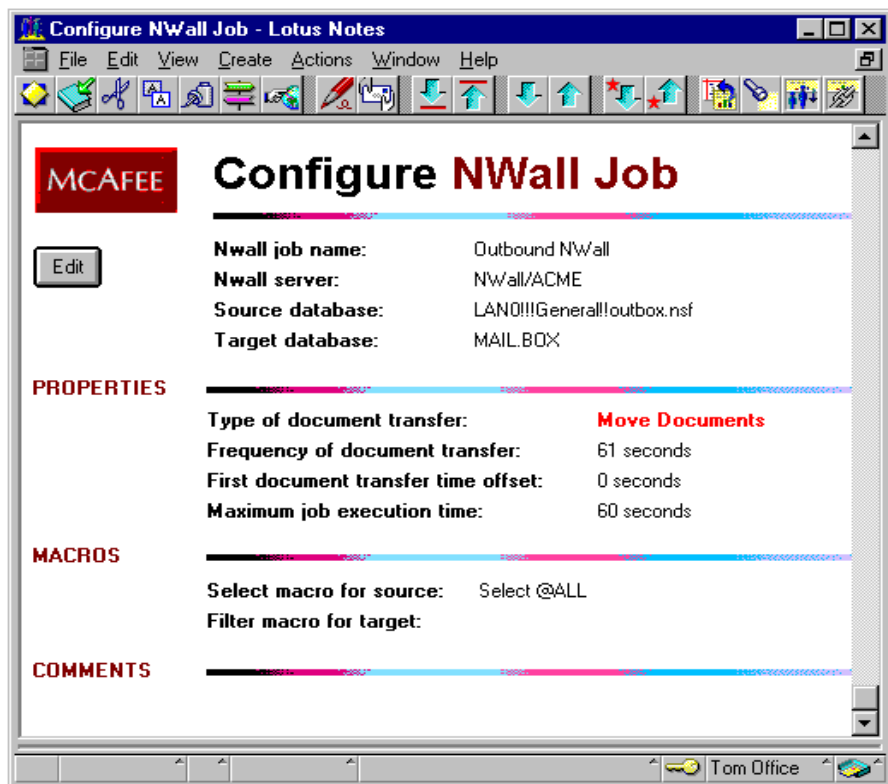 Configure NWall Job - Lotus Notes
File Edit View Create Actions Window Help
McAFEE
Configure NWall Job
Edit
Nwall job name: Outbound NWall
Nwall server: NWall/ACME
Source database: LAN0!!!General!!outbox.nsf
Target database: MAIL.BOX
PROPERTIES
Type of document transfer: Move Documents
Frequency of document transfer: 61 seconds
First document transfer time offset: 0 seconds
Maximum job execution time: 60 seconds
MACROS
Select macro for source: Select @ALL
Filter macro for target:
COMMENTS
Tom Office